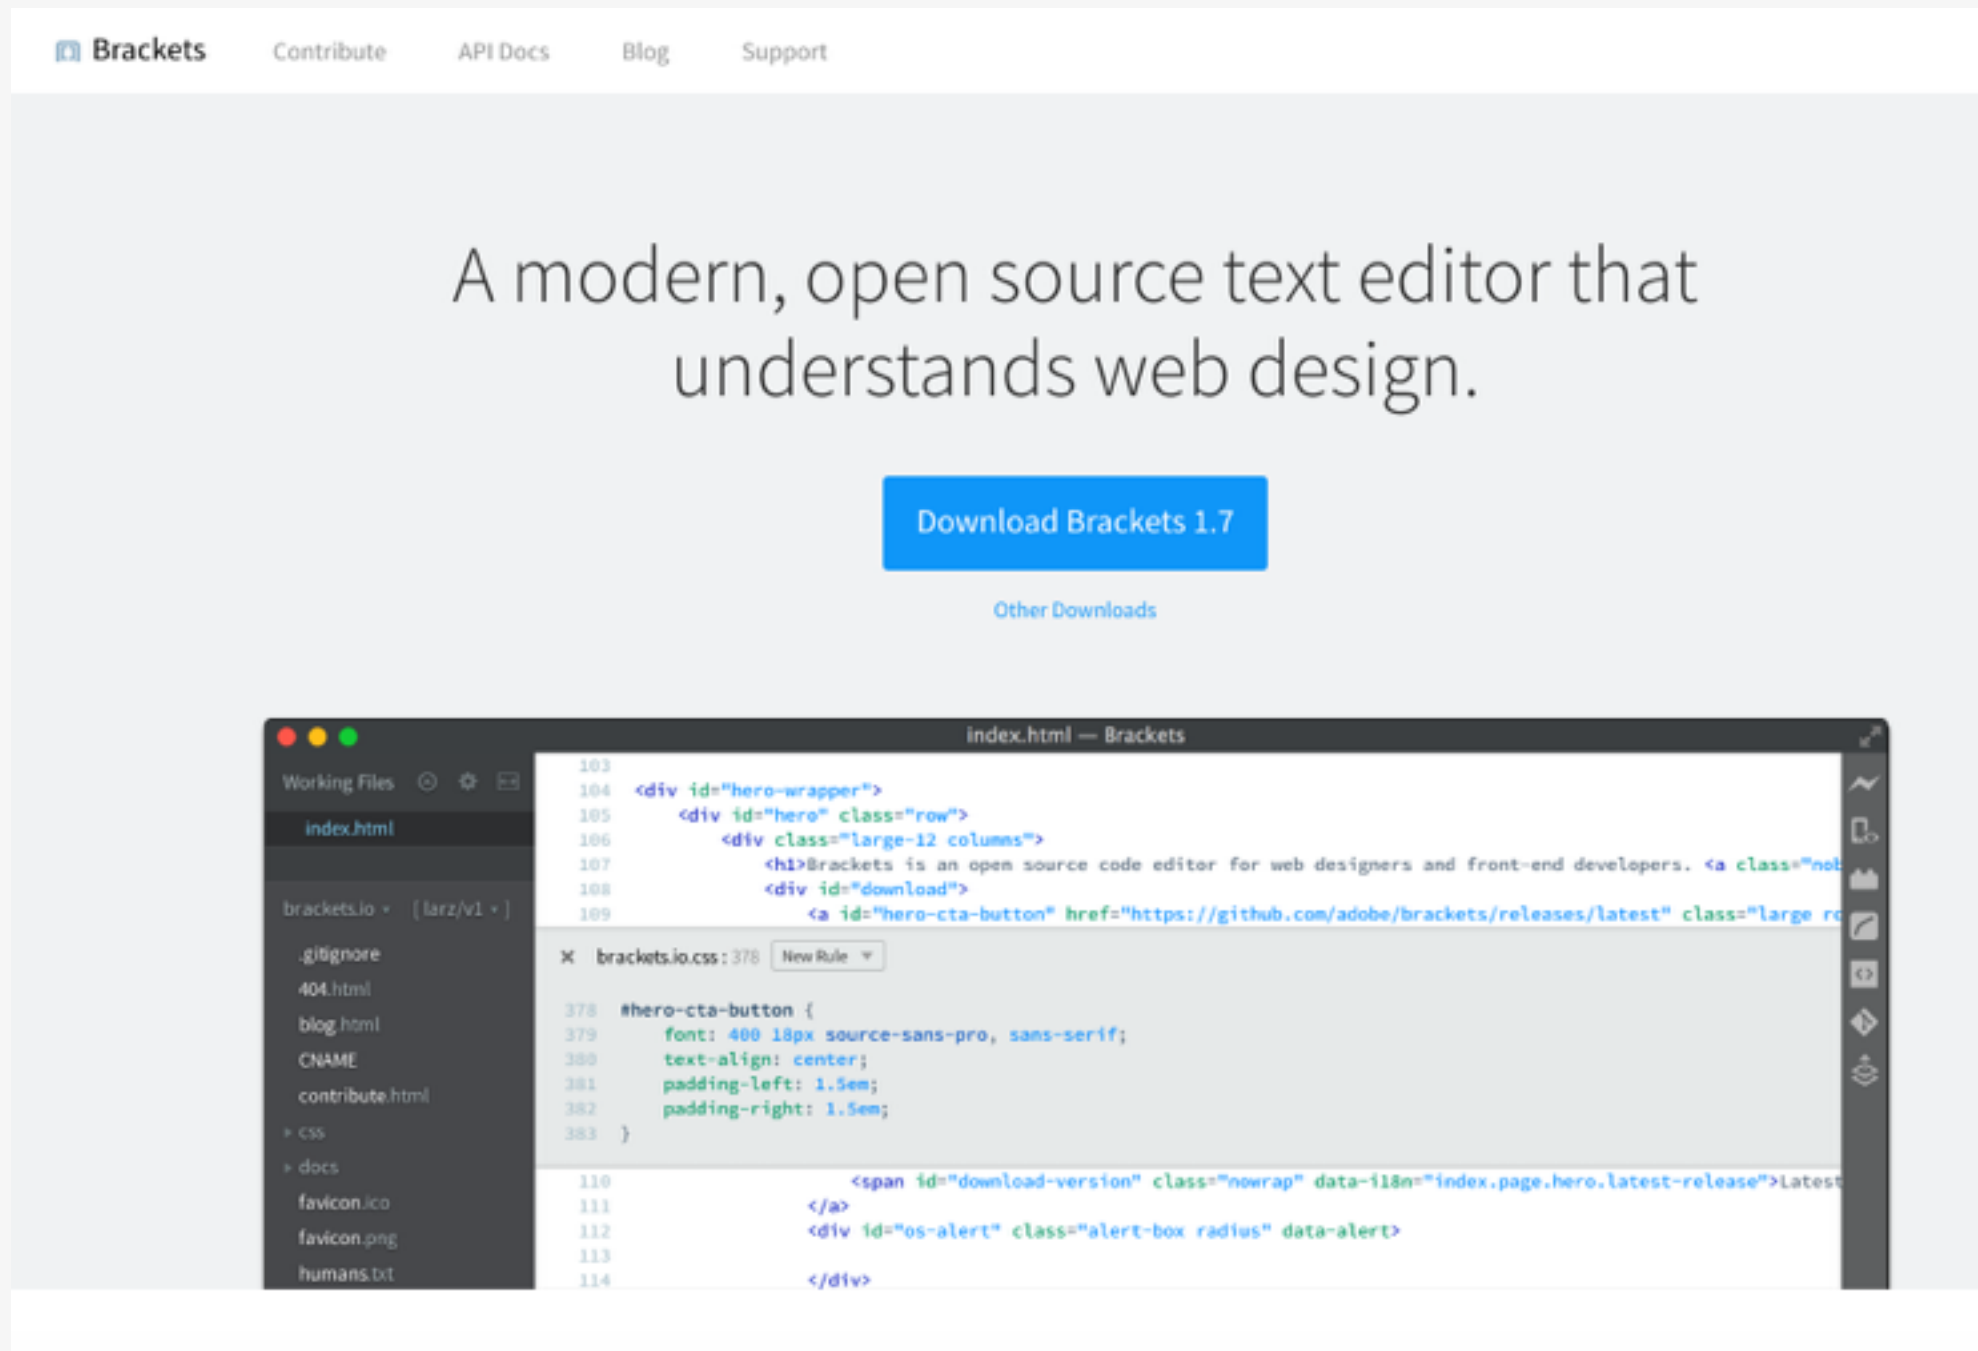 Brackets Contribute API Docs Blog Support
A modern, open source text editor that
understands web design.
Download Brackets 1.7
Other Downloads
index.html — Brackets
Working Files
index.html
brackets.io [ larz/v1 ]
.gitignore
404.html
blog.html
CNAME
contribute.html
css
docs
favicon.ico
favicon.png
humans.txt
103
104 <div id="hero-wrapper">
105 <div id="hero" class="row">
106 <div class="large-12 columns">
107 <h1>Brackets is an open source code editor for web designers and front-end developers. <a class="nob
108 <div id="download">
109 <a id="hero-cta-button" href="https://github.com/adobe/brackets/releases/latest" class="large ro
× brackets.io.css : 378 New Rule
378 #hero-cta-button {
379 font: 400 18px source-sans-pro, sans-serif;
380 text-align: center;
381 padding-left: 1.5em;
382 padding-right: 1.5em;
383 }
110 <span id="download-version" class="nowrap" data-i18n="index.page.hero.latest-release">Latest
111 </a>
112 <div id="os-alert" class="alert-box radius" data-alert>
113
114 </div>